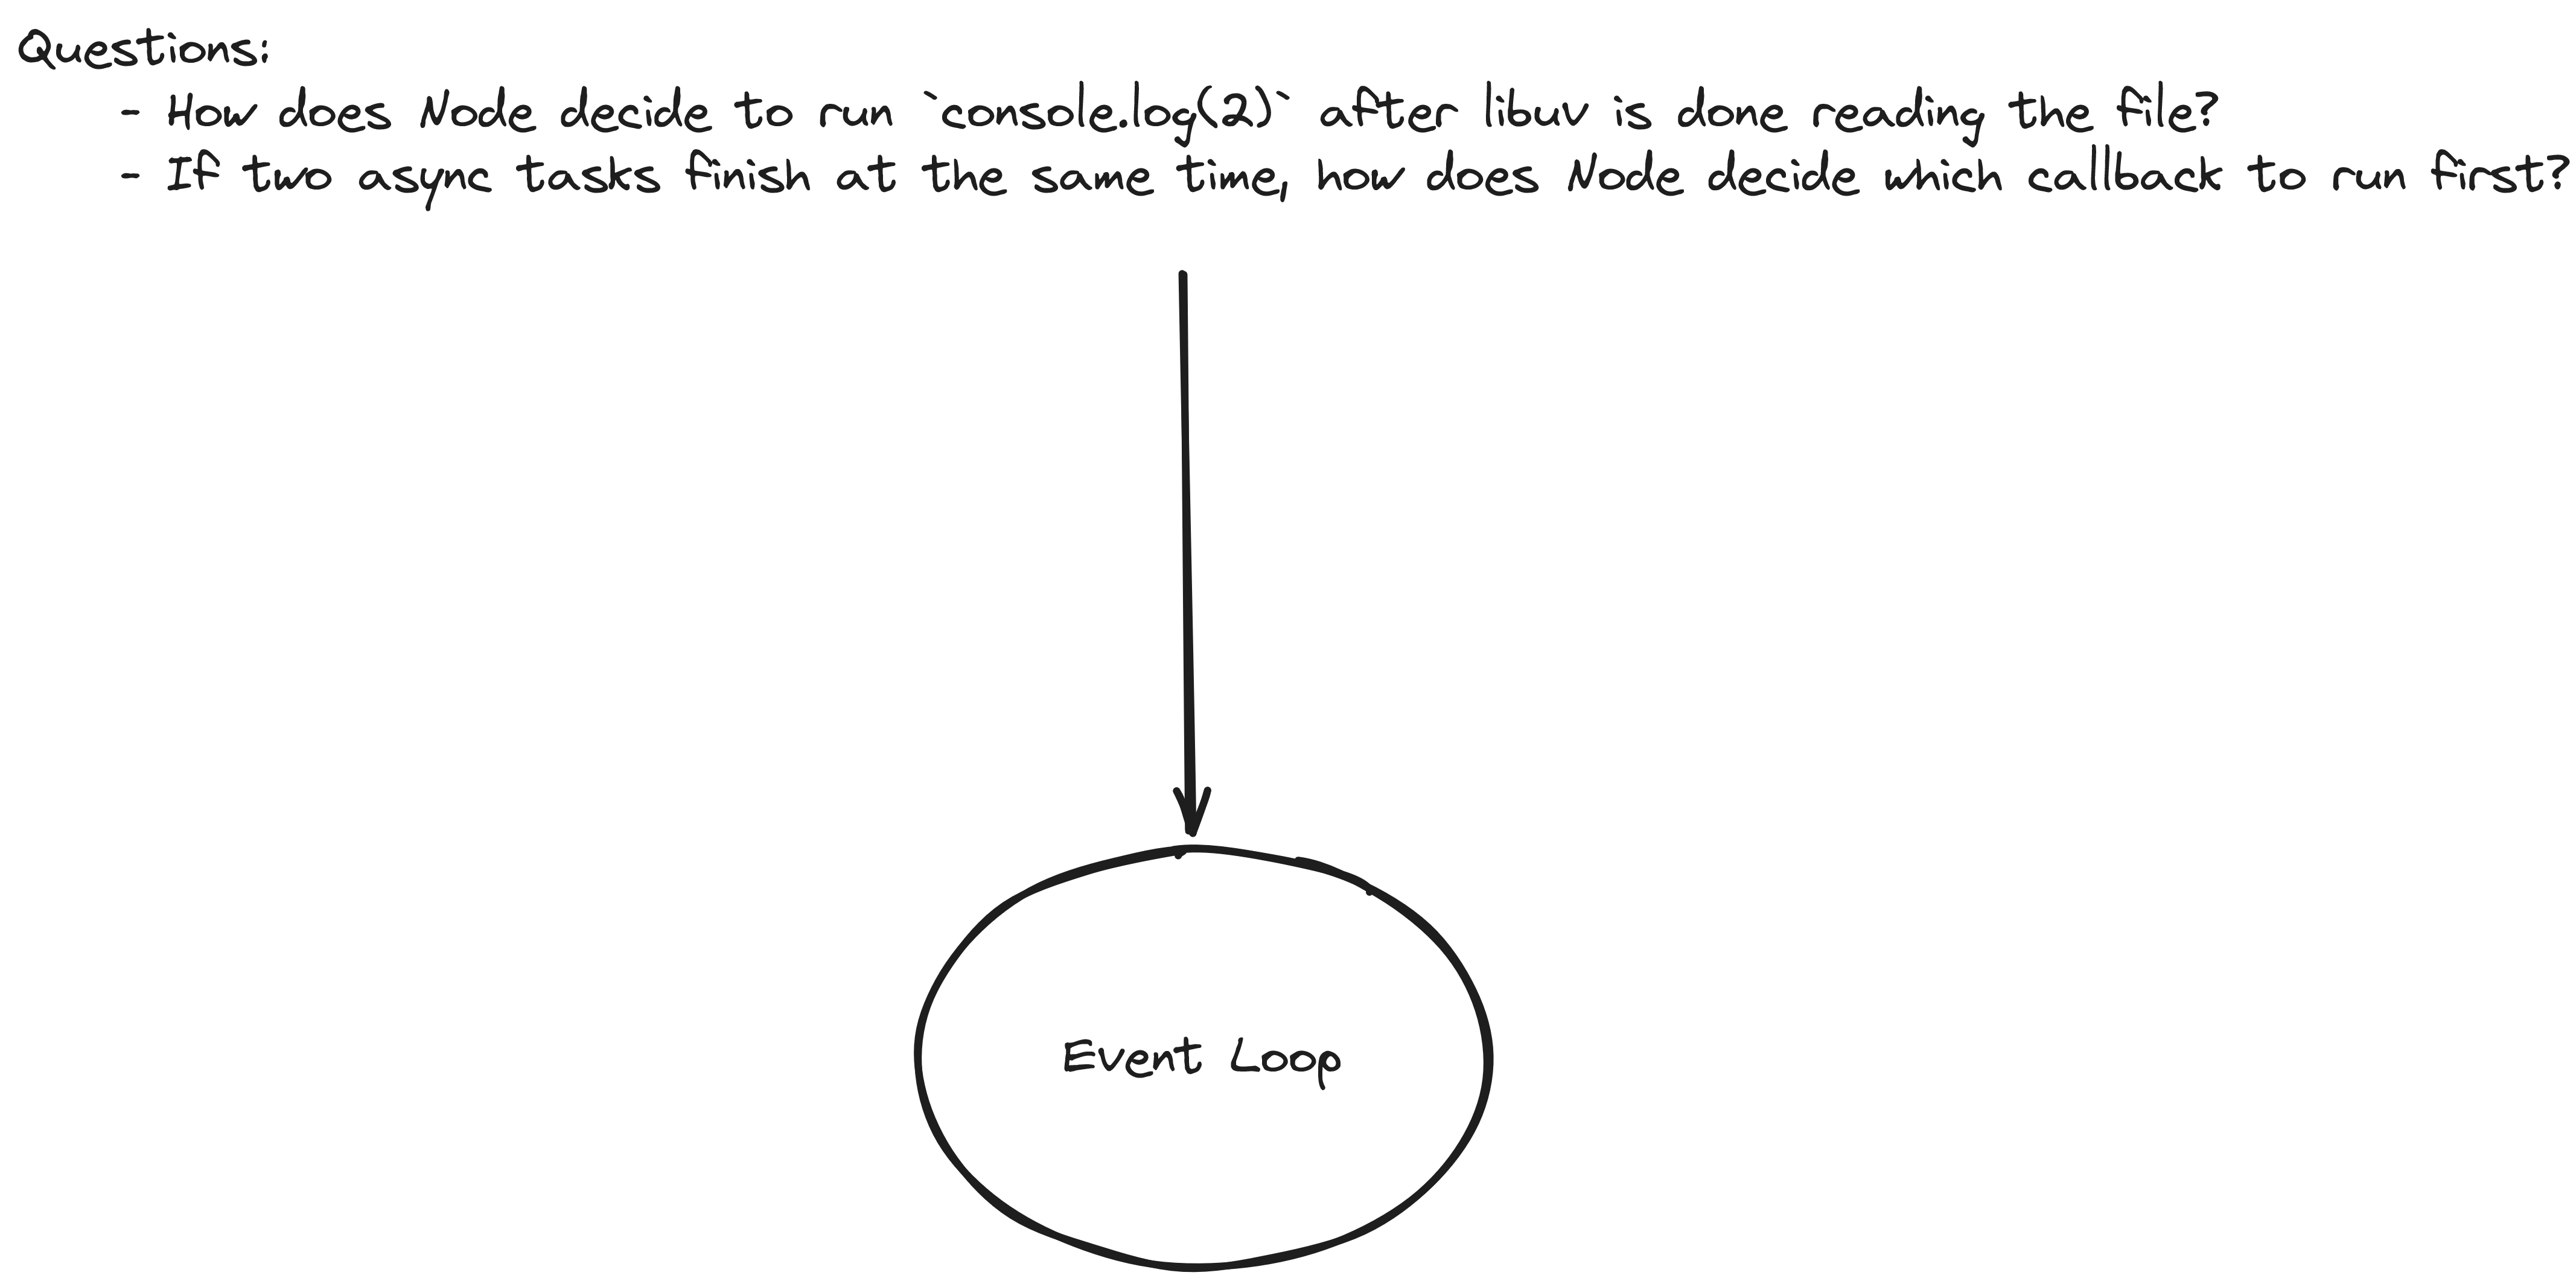 Questions:
- How does Node decide to run `console.log(2)` after libuv is done reading the file?
- If two async tasks finish at the same time, how does Node decide which callback to run first?
Event Loop